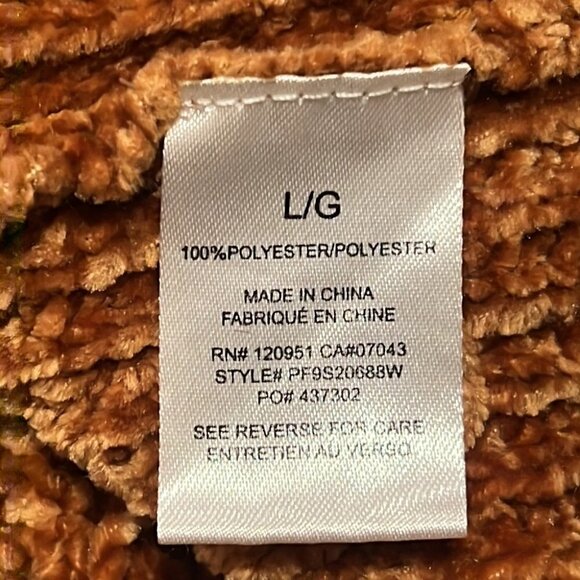 L/G
100%POLYESTER/POLYESTER
MADE IN CHINA
FABRIQUÉ EN CHINE
RN# 120951 CA#07043
STYLE# PF9S20688W
PO# 437302
SEE REVERSE FOR CARE
ENTRETIEN AU VERSO